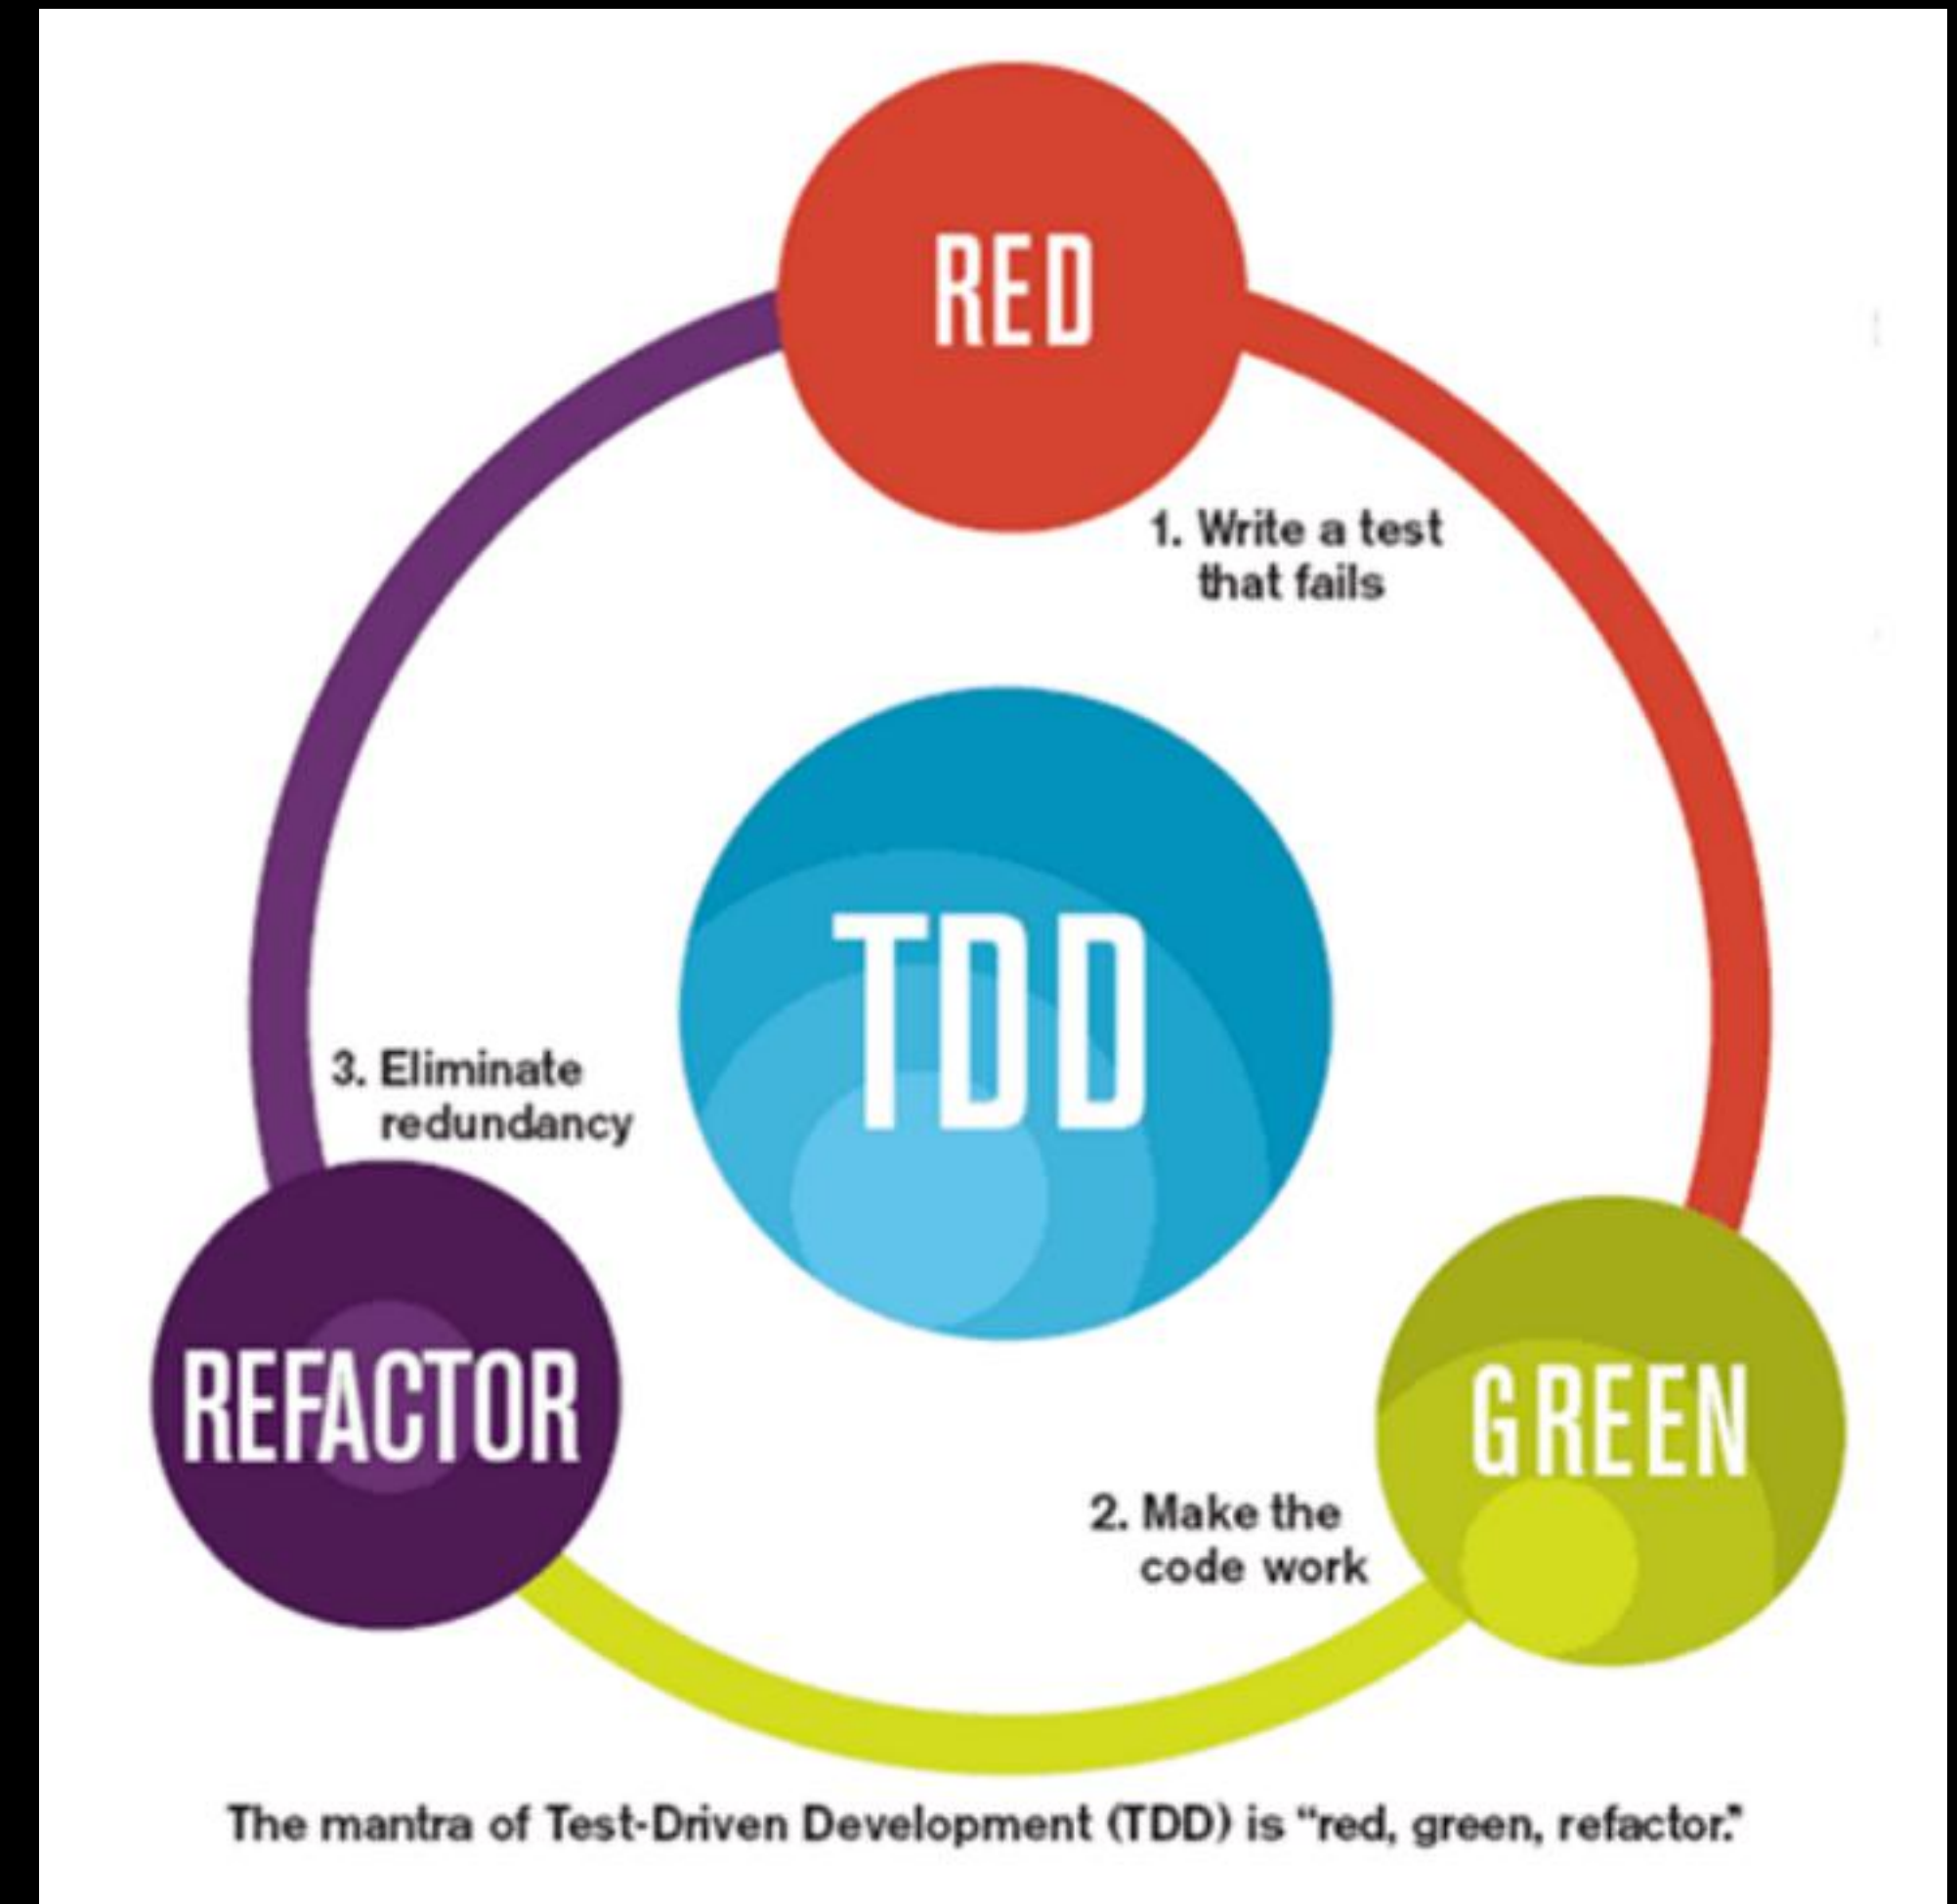 RED
1. Write a test
that fails
TDD
3. Eliminate
redundancy
REFACTOR
GREEN
2. Make the
code work
The mantra of Test-Driven Development (TDD) is “red, green, refactor.”